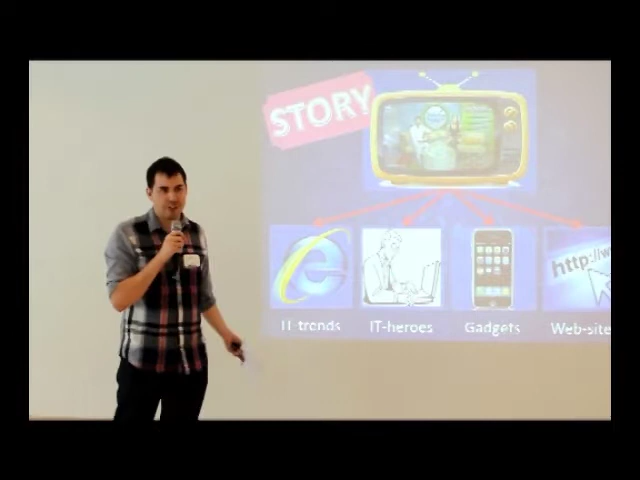 STORY
http://w
IT-trends
IT-heroes
Gadgets
Web-site